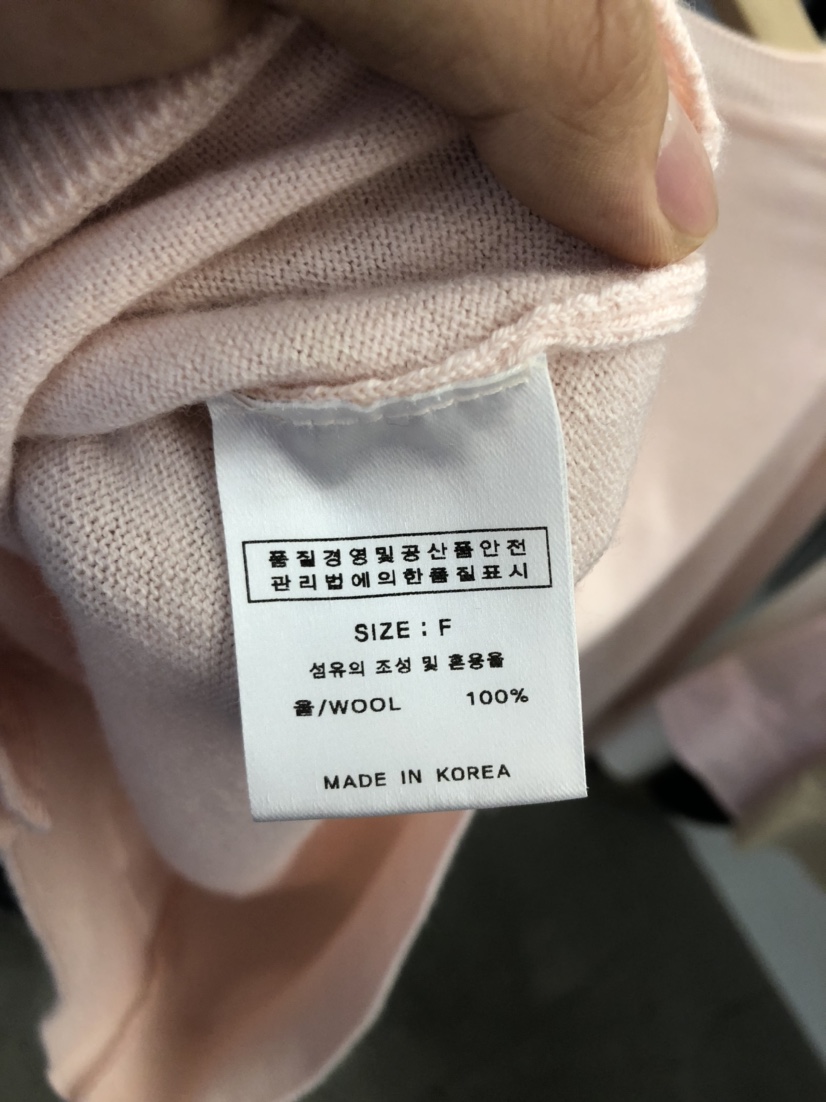 품질경영및공산품안전
관리법에의한품질표시
SIZE : F
섬유의 조성 및 혼용율
울/WOOL 100%
MADE IN KOREA